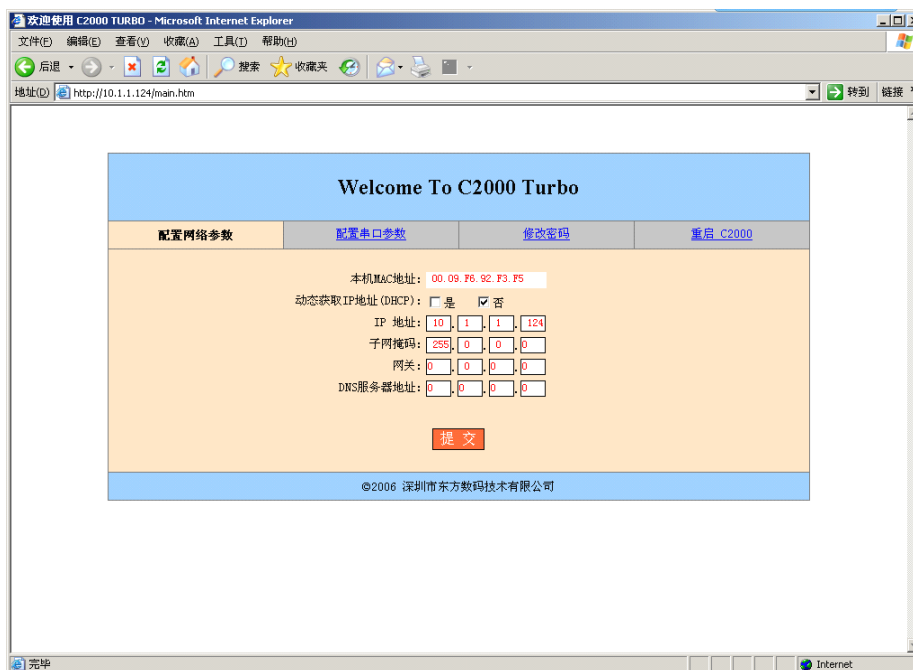 欢迎使用 C2000 TURBO - Microsoft Internet Explorer
文件(F) 编辑(E) 查看(V) 收藏(A) 工具(T) 帮助(H)
后退 搜索 收藏夹
地址(D) http://10.1.1.124/main.htm 转到 链接
Welcome To C2000 Turbo
配置网络参数 配置串口参数 修改密码 重启 C2000
本机MAC地址: 00.09.F6.92.F3.F5
动态获取IP地址(DHCP): 是 否
IP 地址: 10 . 1 . 1 . 124
子网掩码: 255 . 0 . 0 . 0
网关: 0 . 0 . 0 . 0
DNS服务器地址: 0 . 0 . 0 . 0
提 交
©2006 深圳市东方数码技术有限公司
完毕 Internet